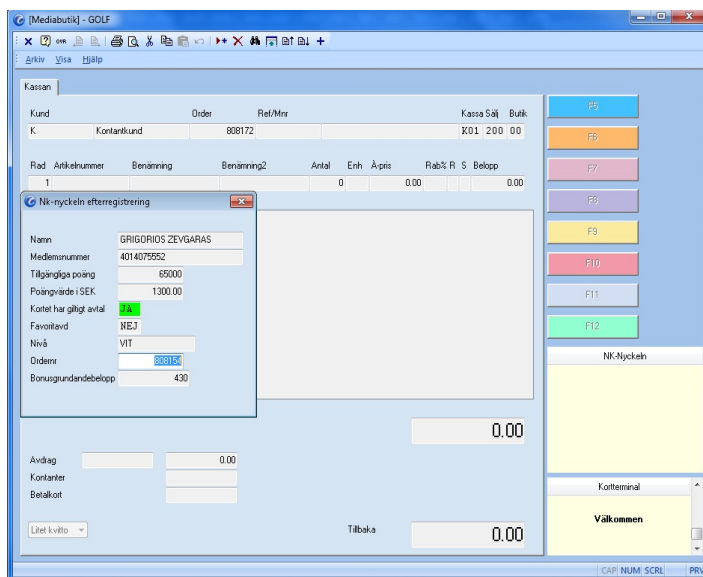 [Mediabutik] - GOLF
OVR
Arkiv Visa Hjälp
Kassan
Kund Order Ref/Mnr Kassa Sälj Butik
K Kontantkund 808172 K01 200 00
Rad Artikelnummer Benämning Benämning2 Antal Enh À-pris Rab% R S Belopp
1 0 0.00 0.00
Nk-nyckeln efterregistrering
Namn GRIGORIOS ZEVGARAS
Medlemsnummer 4014075552
Tillgängliga poäng 65000
Poängvärde i SEK 1300.00
Kortet har giltigt avtal JA
Favoritavd NEJ
Nivå VIT
Ordernr 808154
Bonusgrundandebelopp 430
0.00
Avdrag 0.00
Kontanter
Betalkort
Litet kvitto Tillbaka 0.00
F5
F6
F7
F8
F9
F10
F11
F12
NK-Nyckeln
Kortterminal
Välkommen
CAP NUM SCRL PRV